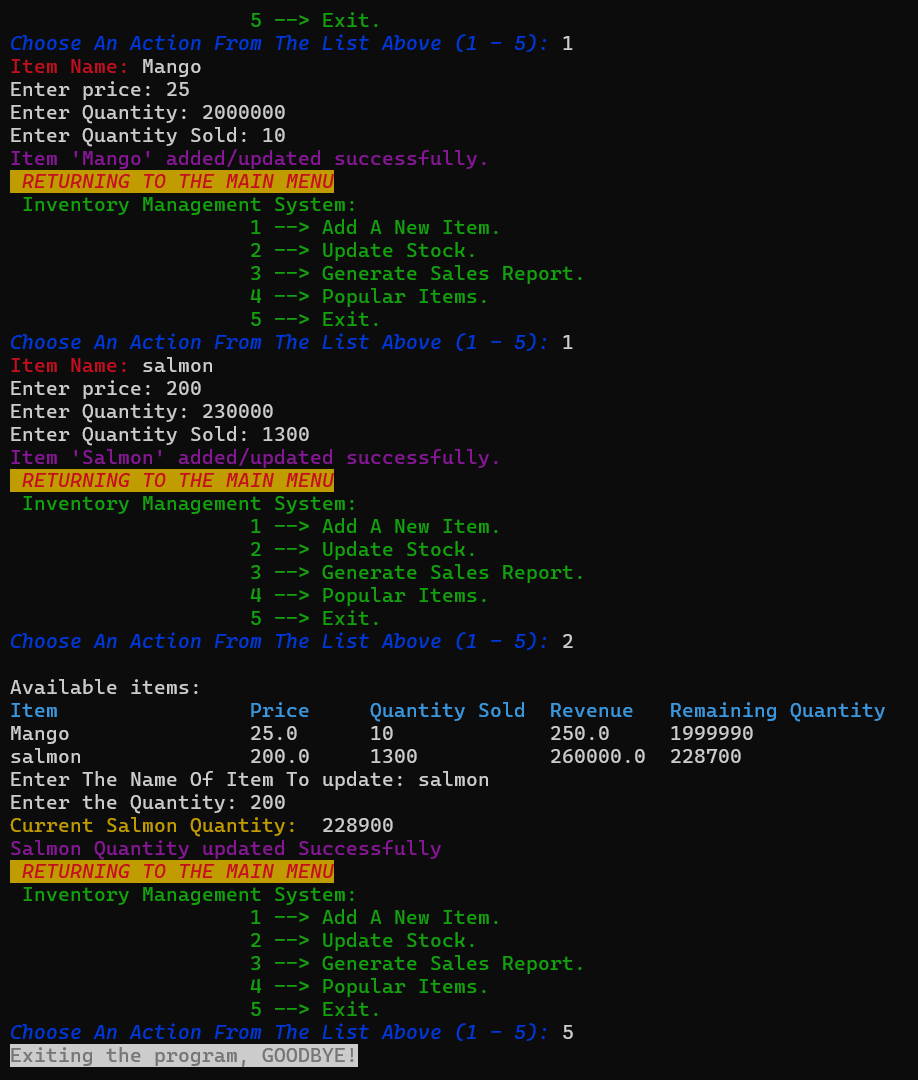 5 --> Exit.
Choose An Action From The List Above (1 - 5): 1
Item Name: Mango
Enter price: 25
Enter Quantity: 2000000
Enter Quantity Sold: 10
Item 'Mango' added/updated successfully.
RETURNING TO THE MAIN MENU
Inventory Management System:
1 --> Add A New Item.
2 --> Update Stock.
3 --> Generate Sales Report.
4 --> Popular Items.
5 --> Exit.
Choose An Action From The List Above (1 - 5): 1
Item Name: salmon
Enter price: 200
Enter Quantity: 230000
Enter Quantity Sold: 1300
Item 'Salmon' added/updated successfully.
RETURNING TO THE MAIN MENU
Inventory Management System:
1 --> Add A New Item.
2 --> Update Stock.
3 --> Generate Sales Report.
4 --> Popular Items.
5 --> Exit.
Choose An Action From The List Above (1 - 5): 2
Available items:
Item Price Quantity Sold Revenue Remaining Quantity
Mango 25.0 10 250.0 1999990
salmon 200.0 1300 260000.0 228700
Enter The Name Of Item To update: salmon
Enter the Quantity: 200
Current Salmon Quantity: 228900
Salmon Quantity updated Successfully
RETURNING TO THE MAIN MENU
Inventory Management System:
1 --> Add A New Item.
2 --> Update Stock.
3 --> Generate Sales Report.
4 --> Popular Items.
5 --> Exit.
Choose An Action From The List Above (1 - 5): 5
Exiting the program, GOODBYE!